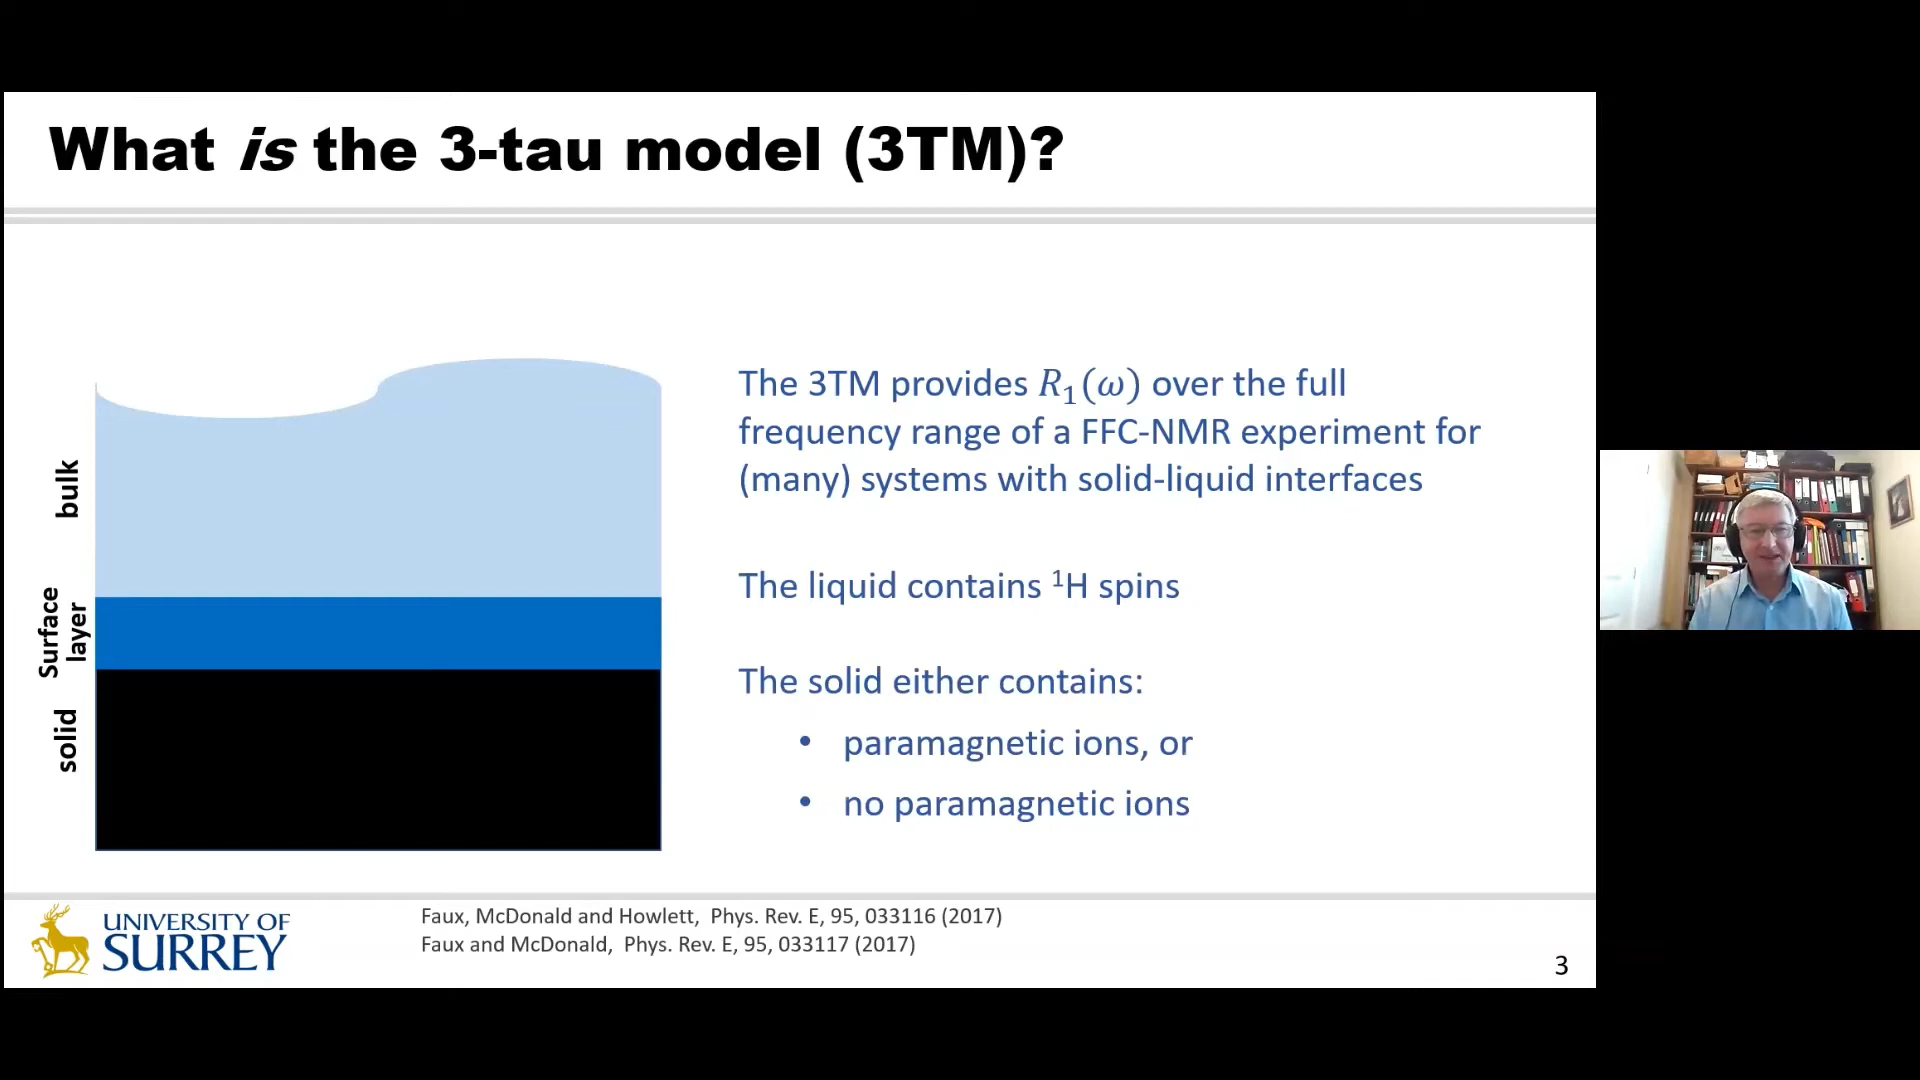 What is the 3-tau model (3TM)?
bulk
Surface
layer
solid
The 3TM provides R₁(ω) over the full
frequency range of a FFC-NMR experiment for
(many) systems with solid-liquid interfaces
The liquid contains ¹H spins
The solid either contains:
• paramagnetic ions, or
• no paramagnetic ions
UNIVERSITY OF
SURREY
Faux, McDonald and Howlett, Phys. Rev. E, 95, 033116 (2017)
Faux and McDonald, Phys. Rev. E, 95, 033117 (2017)
3